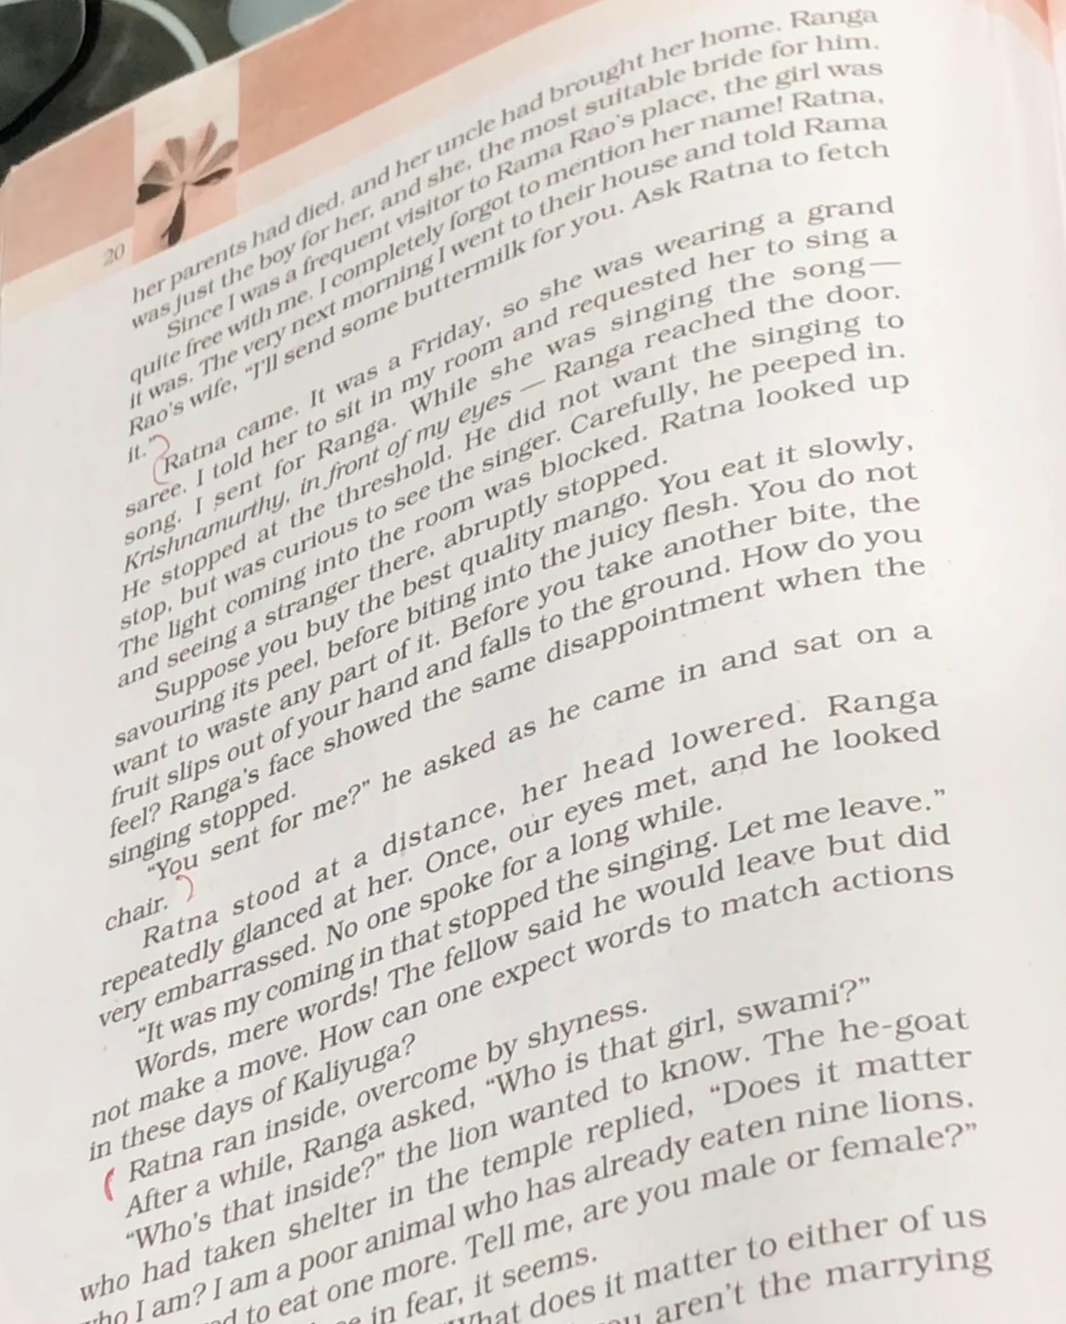 20
her parents had died, and her uncle had brought her home. Ranga
was just the boy for her, and she, the most suitable bride for him.
Since I was a frequent visitor to Rama Rao's place, the girl was
quite free with me. I completely forgot to mention her name! Ratna,
it was. The very next morning I went to their house and told Rama
Rao's wife, “I'll send some buttermilk for you. Ask Ratna to fetch
it.”
Ratna came. It was a Friday, so she was wearing a grand
saree. I told her to sit in my room and requested her to sing a
song. I sent for Ranga. While she was singing the song—
Krishnamurthy, in front of my eyes — Ranga reached the door.
He stopped at the threshold. He did not want the singing to
stop, but was curious to see the singer. Carefully, he peeped in.
The light coming into the room was blocked. Ratna looked up
and seeing a stranger there, abruptly stopped.
Suppose you buy the best quality mango. You eat it slowly,
savouring its peel, before biting into the juicy flesh. You do not
want to waste any part of it. Before you take another bite, the
fruit slips out of your hand and falls to the ground. How do you
feel? Ranga's face showed the same disappointment when the
singing stopped.
“You sent for me?” he asked as he came in and sat on a
chair.
Ratna stood at a distance, her head lowered. Ranga
repeatedly glanced at her. Once, our eyes met, and he looked
very embarrassed. No one spoke for a long while.
“It was my coming in that stopped the singing. Let me leave.”
Words, mere words! The fellow said he would leave but did
not make a move. How can one expect words to match actions
in these days of Kaliyuga?
Ratna ran inside, overcome by shyness.
After a while, Ranga asked, “Who is that girl, swami?”
“Who's that inside?” the lion wanted to know. The he-goat
who had taken shelter in the temple replied, “Does it matter
who I am? I am a poor animal who has already eaten nine lions.
to eat one more. Tell me, are you male or female?”
in fear, it seems.
What does it matter to either of us
aren't the marrying